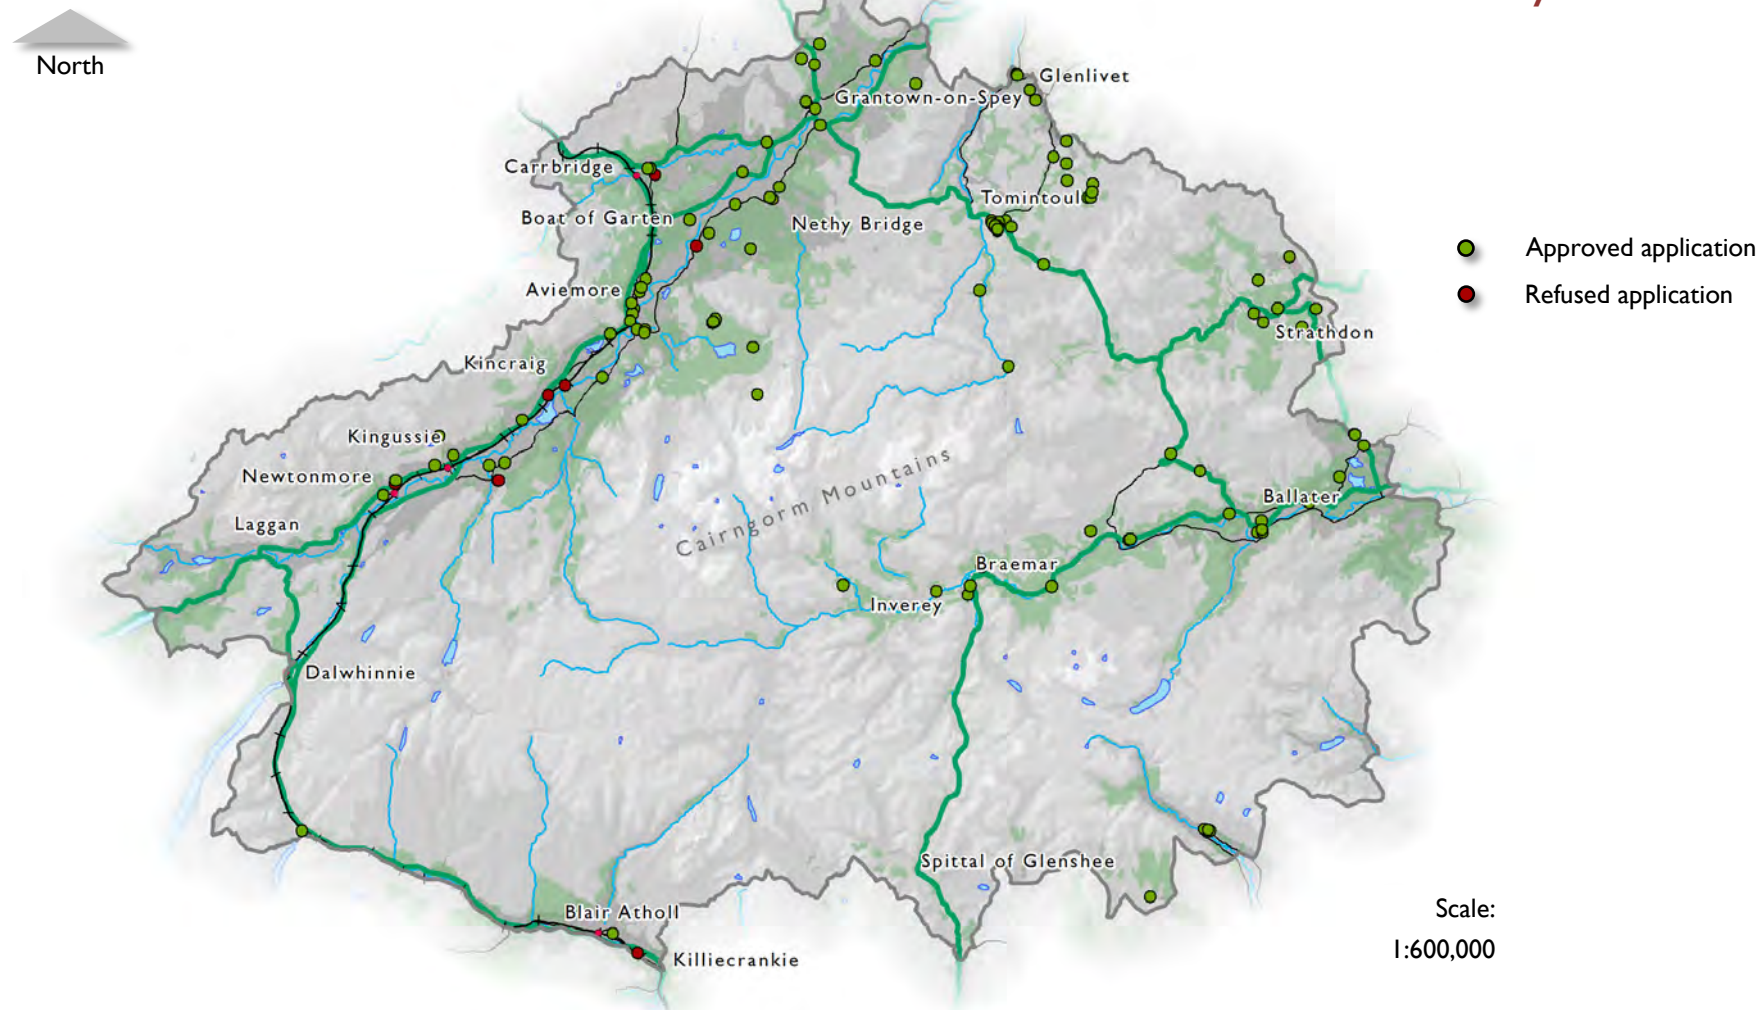 North
Glenlivet
Grantown-on-Spey
Carrbridge
Tomintoul
Boat of Garten
Nethy Bridge
Approved application
Aviemore
Refused application
Strathdon
Kincraig
Kingussie
Cairngorm Mountains
Newtonmore
Ballater
Laggan
Braemar
Inverey
Dalwhinnie
Spittal of Glenshee
Blair Atholl
Scale:
1:600,000
Killiecrankie